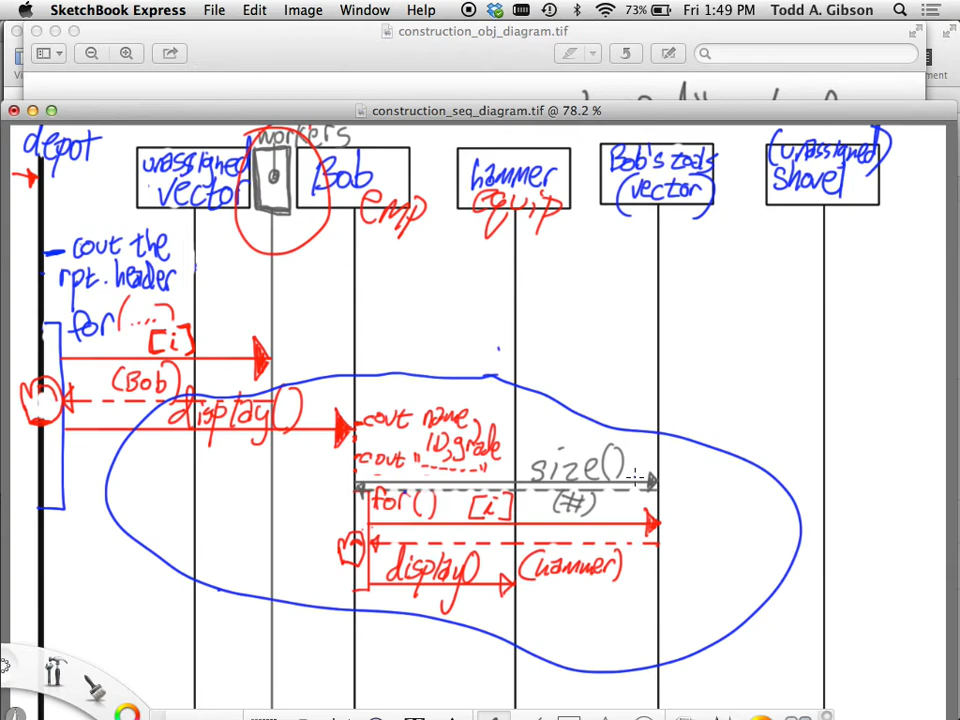 SketchBook Express File Edit Image Window Help 73% Fri 1:49 PM Todd A. Gibson
construction_obj_diagram.tif
construction_seq_diagram.tif @ 78.2 %
depot
workers
unassigned
vector
Bob
emp
hammer
equip
Bob's tools
(vector)
(unassigned)
shovel
- cout the
rpt. header
for(....)
[i]
(Bob)
display()
cout name,
ID, grade
cout "------"
size()
(#)
for() [i]
display() (hammer)